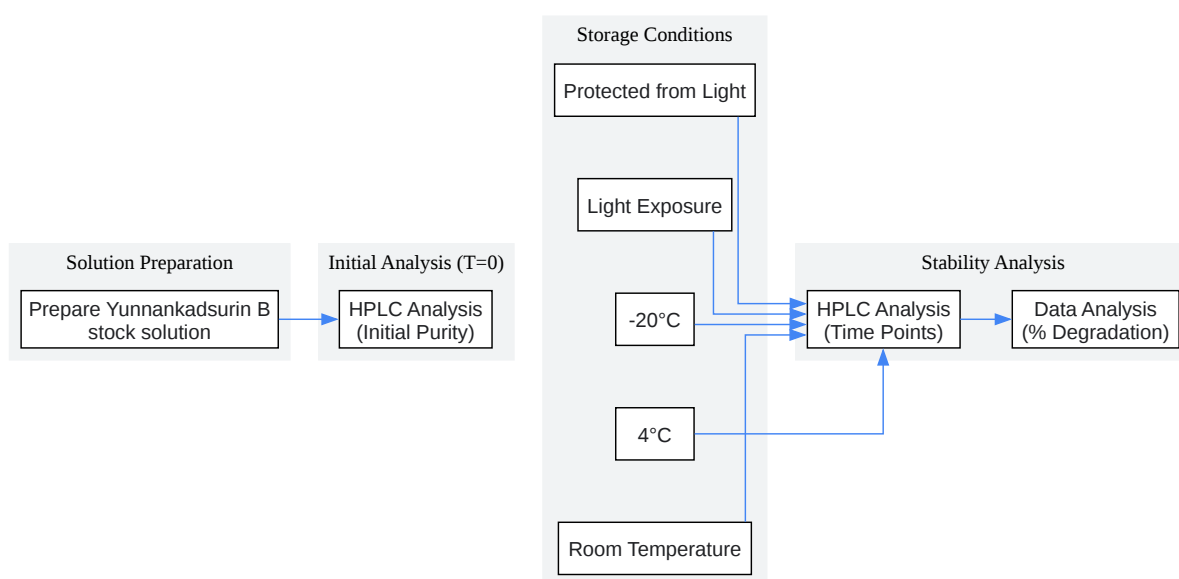 Solution Preparation
Prepare Yunnankadsurin B
stock solution
Initial Analysis (T=0)
HPLC Analysis
(Initial Purity)
Storage Conditions
Protected from Light
Light Exposure
-20°C
4°C
Room Temperature
Stability Analysis
HPLC Analysis
(Time Points)
Data Analysis
(% Degradation)